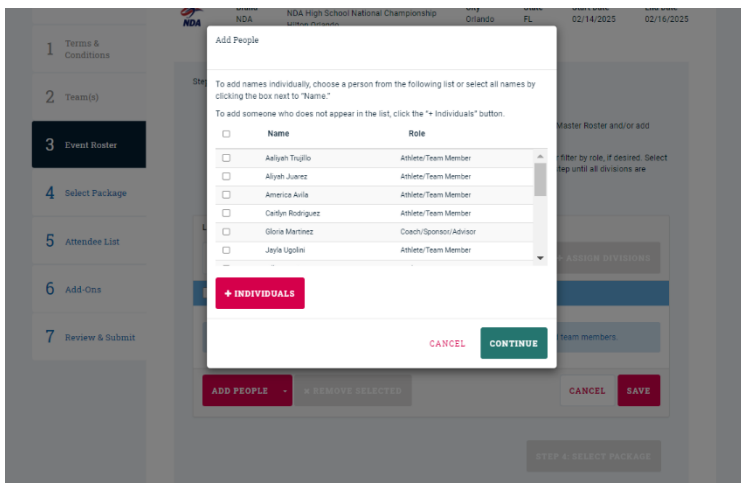 NDA
NDA
NDA High School National Championship
Orlando
FL
02/14/2025
02/16/2025
1 Terms & Conditions
2 Team(s)
3 Event Roster
4 Select Package
5 Attendee List
6 Add-Ons
7 Review & Submit
Add People
To add names individually, choose a person from the following list or select all names by
clicking the box next to "Name."
To add someone who does not appear in the list, click the "+ Individuals" button.
Name Role
Aaliyah Trujillo Athlete/Team Member
Aliyah Juarez Athlete/Team Member
America Avila Athlete/Team Member
Caitlyn Rodriguez Athlete/Team Member
Gloria Martinez Coach/Sponsor/Advisor
Jayla Ugolini Athlete/Team Member
+ INDIVIDUALS
CANCEL CONTINUE
Master Roster and/or add
filter by role, if desired. Select
step until all divisions are
ASSIGN DIVISIONS
team members.
ADD PEOPLE
× REMOVE SELECTED
CANCEL SAVE
STEP 4: SELECT PACKAGE